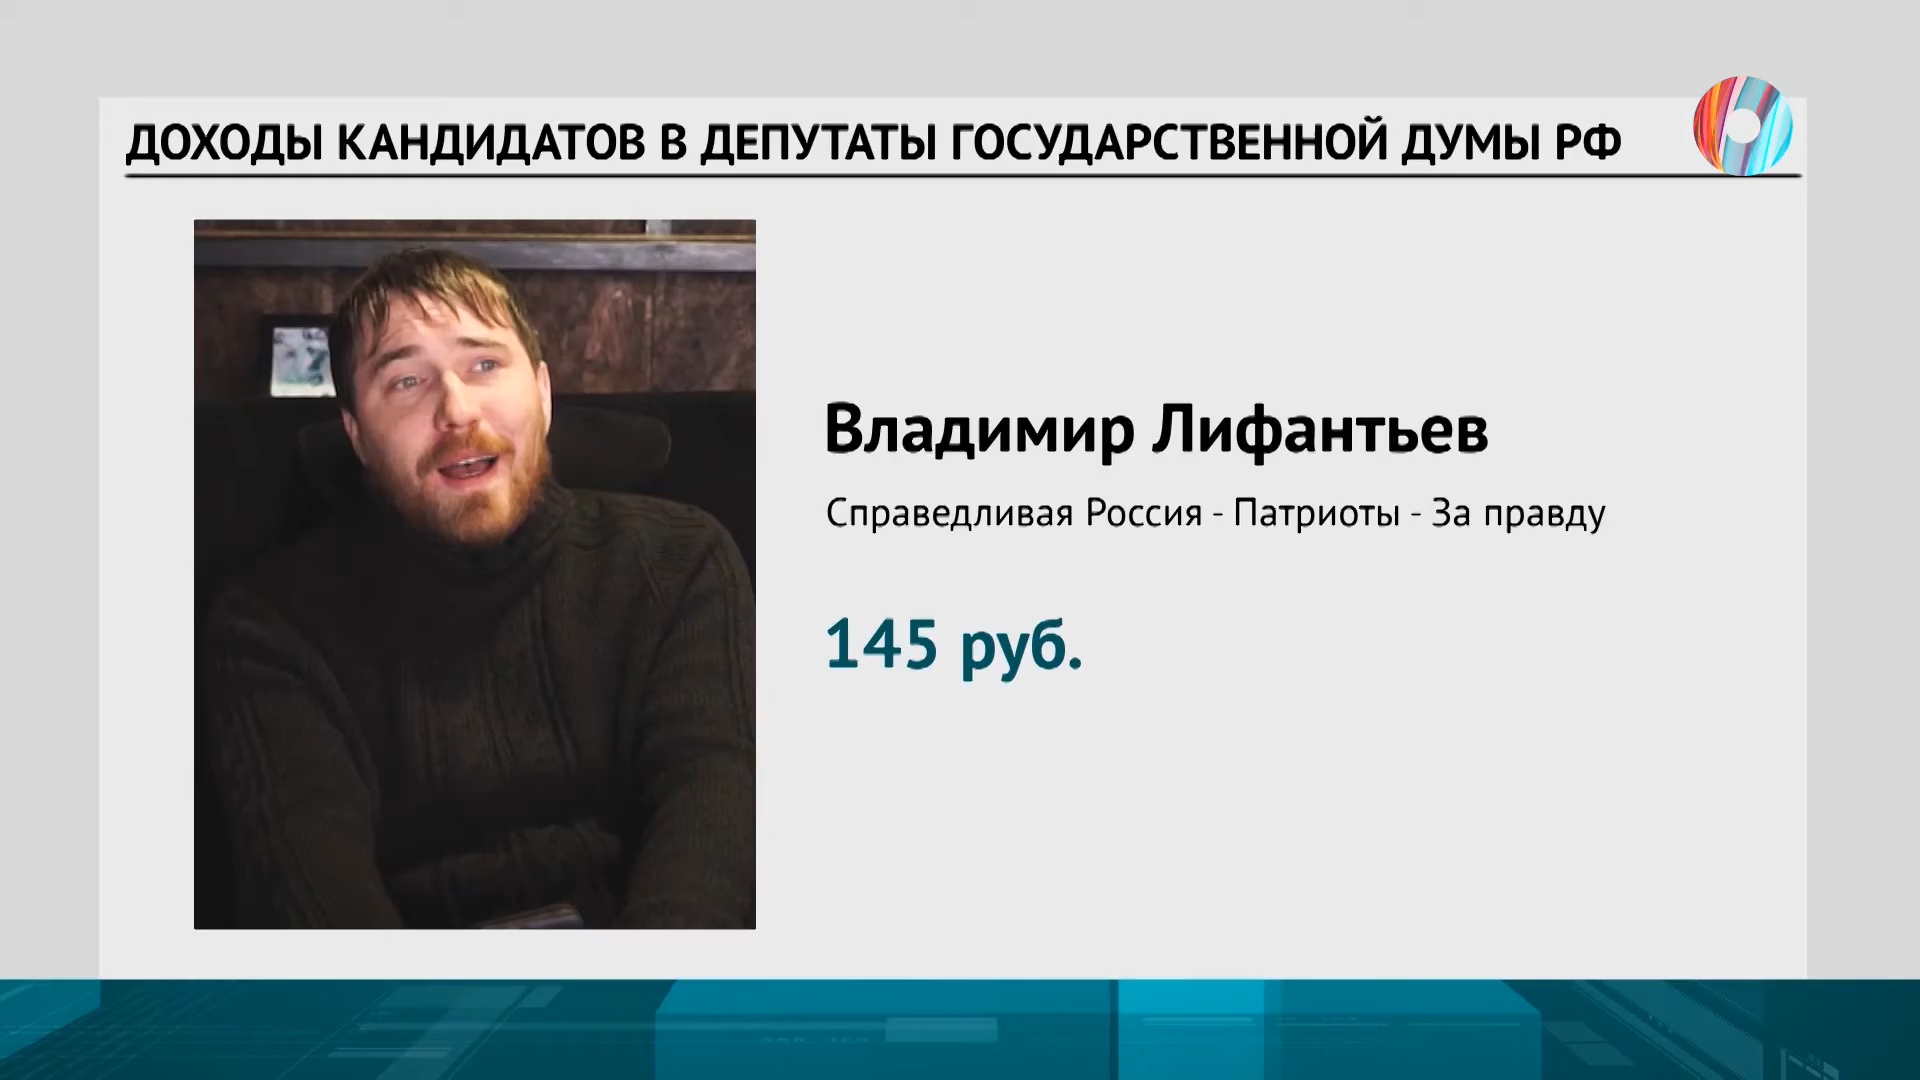 ДОХОДЫ КАНДИДАТОВ В ДЕПУТАТЫ ГОСУДАРСТВЕННОЙ ДУМЫ РФ
Владимир Лифантьев
Справедливая Россия - Патриоты - За правду
145 руб.